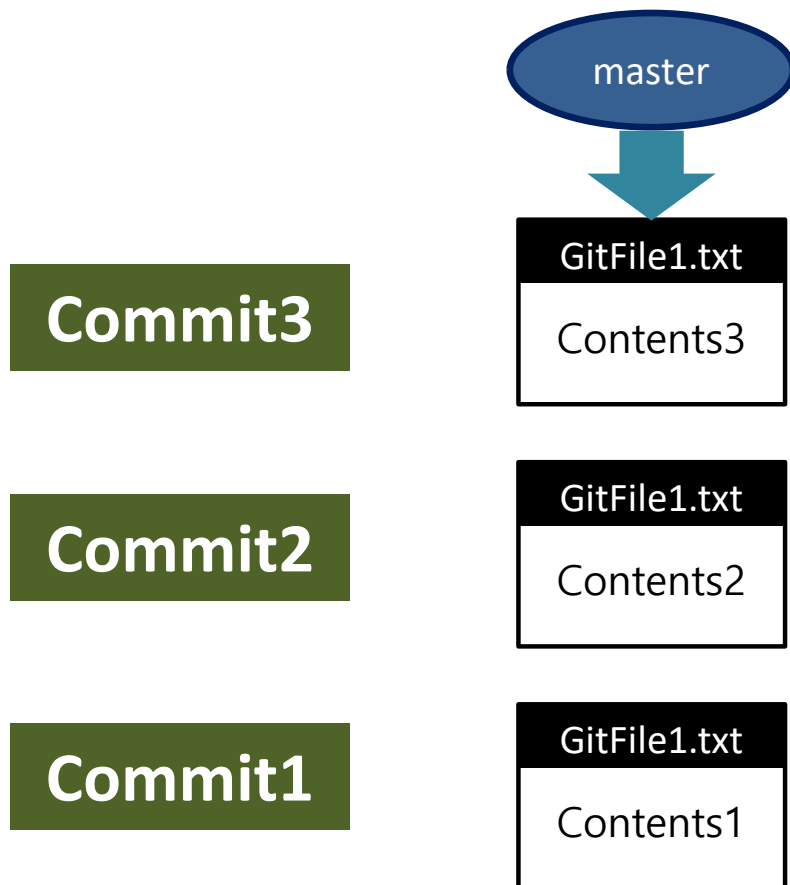 master
Commit3
GitFile1.txt
Contents3
Commit2
GitFile1.txt
Contents2
Commit1
GitFile1.txt
Contents1